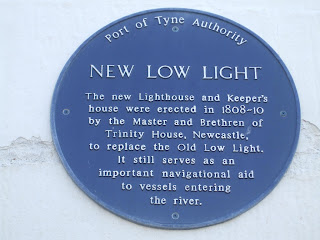 Port of Tyne Authority
NEW LOW LIGHT
The new Lighthouse and Keeper's
house were erected in 1808-10
by the Master and Brethren of
Trinity House, Newcastle,
to replace the Old Low Light.
It still serves as an
important navigational aid
to vessels entering
the river.